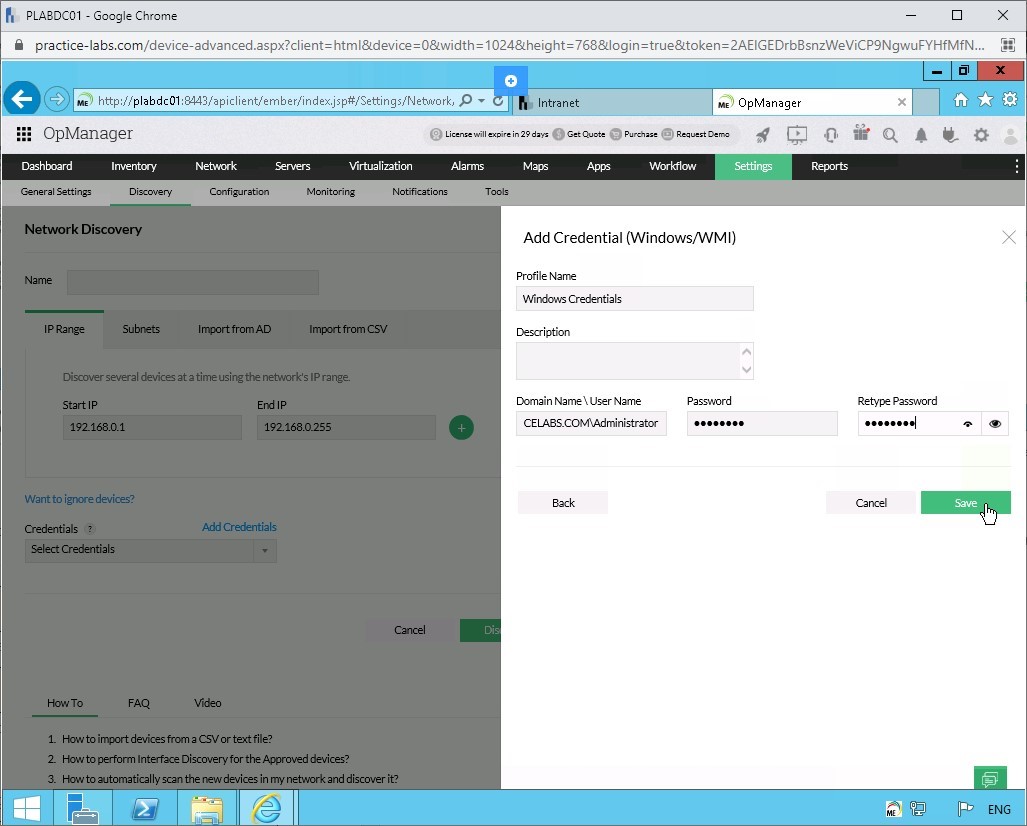 PLABDC01 - Google Chrome
practice-labs.com/device-advanced.aspx?client=html&device=0&width=1024&height=768&login=true&token=2AEIGEDrbBsnzWeViCP9NgwuFYHfMfN...
ME http://plabdc01:8443/apiclient/ember/index.jsp#/Settings/Network,
Intranet
ME OpManager
OpManager
License will expire in 29 days
Get Quote
Purchase
Request Demo
Dashboard Inventory Network Servers Virtualization Alarms Maps Apps Workflow Settings Reports
General Settings Discovery Configuration Monitoring Notifications Tools
Network Discovery
Name
IP Range Subnets Import from AD Import from CSV
Discover several devices at a time using the network's IP range.
Start IP End IP
192.168.0.1 192.168.0.255
Want to ignore devices?
Credentials ? Add Credentials
Select Credentials
Cancel Dis
How To FAQ Video
1. How to import devices from a CSV or text file?
2. How to perform Interface Discovery for the Approved devices?
3. How to automatically scan the new devices in my network and discover it?
Add Credential (Windows/WMI)
Profile Name
Windows Credentials
Description
Domain Name \ User Name Password Retype Password
CELABS.COM\Administrator ●●●●●●●● ●●●●●●●●
Back Cancel Save
ME ENG